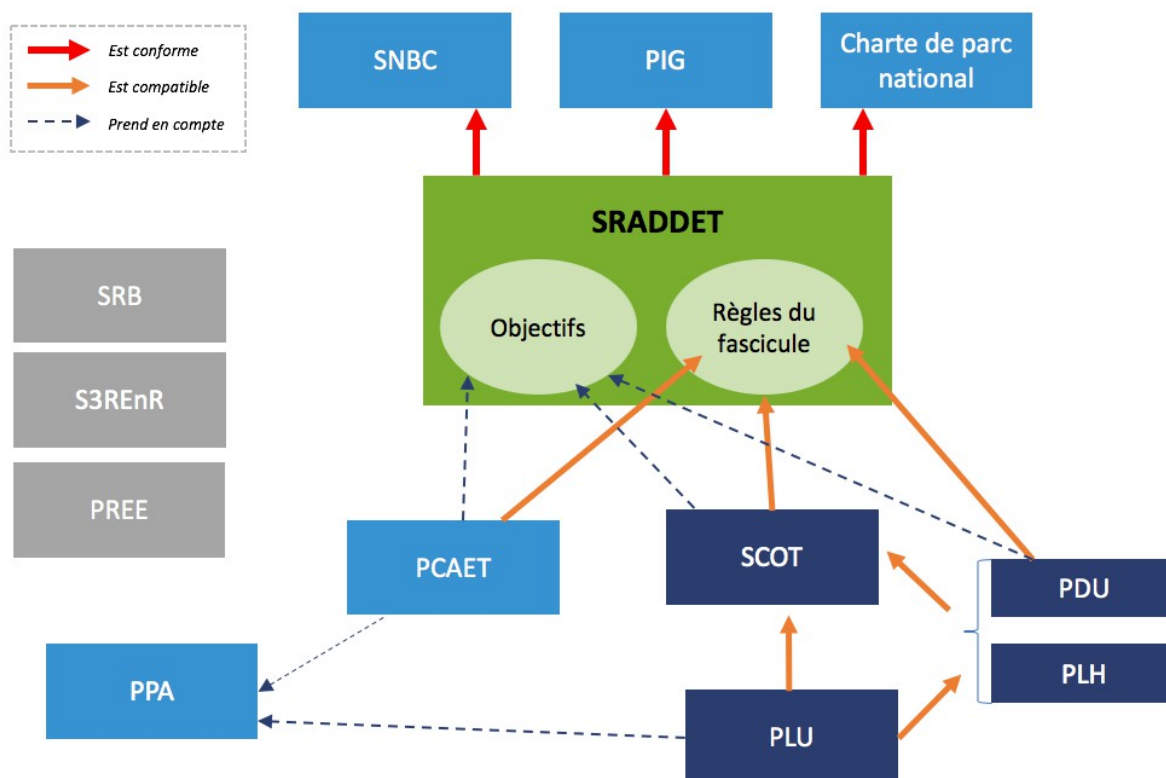 Est conforme
Est compatible
Prend en compte
SNBC
PIG
Charte de parc
national
SRADDET
Objectifs
Règles du
fascicule
SRB
S3REnR
PREE
PCAET
SCOT
PDU
PLH
PPA
PLU